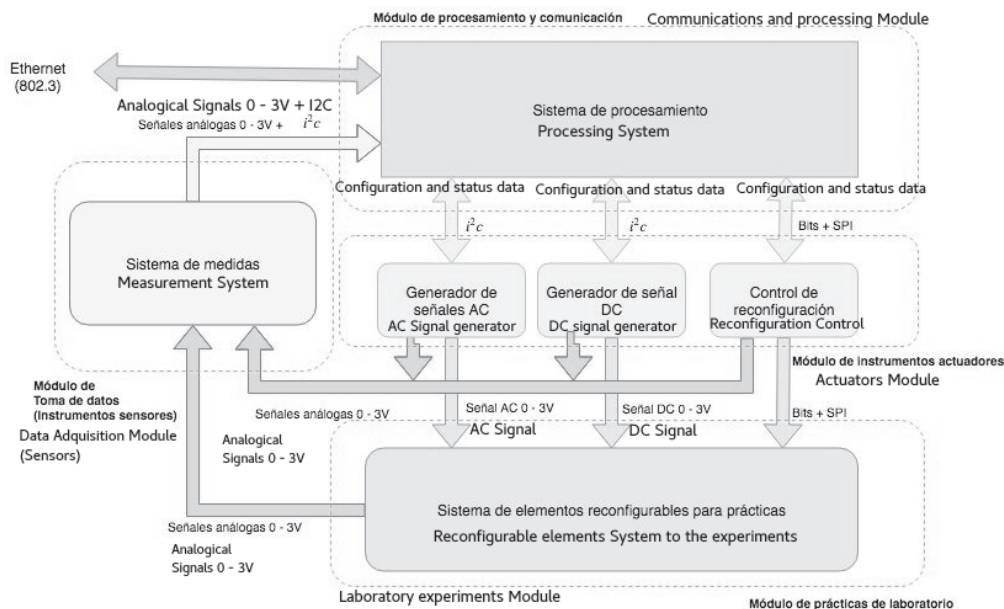 Módulo de procesamiento y comunicación
Communications and processing Module
Ethernet
(802.3)
Analogical Signals 0 - 3V + I2C
Señales análogas 0 - 3V + i²c
Sistema de procesamiento
Processing System
Configuration and status data
Configuration and status data
Configuration and status data
i²c
i²c
Bits + SPI
Sistema de medidas
Measurement System
Generador de
señales AC
AC Signal generator
Generador de señal
DC
DC signal generator
Control de
reconfiguración
Reconfiguration Control
Módulo de instrumentos actuadores
Actuators Module
Módulo de
Toma de datos
(Instrumentos sensores)
Data Adquisition Module
(Sensors)
Señales análogas 0 - 3V
Analogical
Signals 0 - 3V
Señal AC 0 - 3V
AC Signal
Señal DC 0 - 3V
DC Signal
Bits + SPI
Sistema de elementos reconfigurables para prácticas
Reconfigurable elements System to the experiments
Señales análogas 0 - 3V
Analogical
Signals 0 - 3V
Laboratory experiments Module
Módulo de prácticas de laboratorio